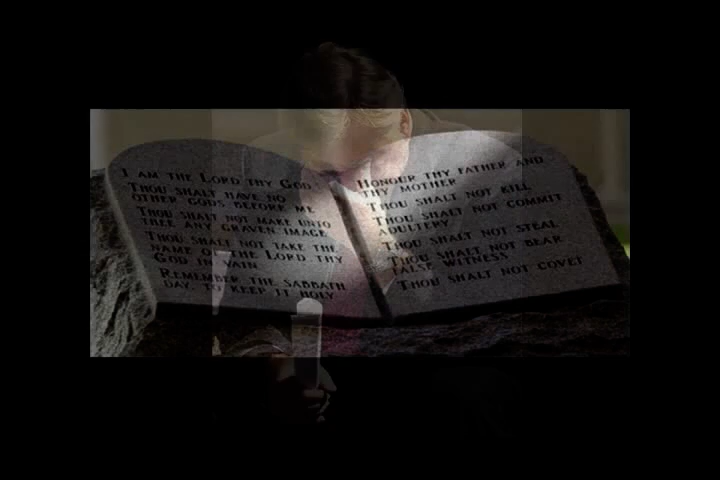 I AM THE LORD THY GOD
THOU SHALT HAVE NO
OTHER GODS BEFORE ME
THOU SHALT NOT MAKE UNTO
THEE ANY GRAVEN IMAGE
THOU SHALT NOT TAKE THE
NAME OF THE LORD THY
GOD IN VAIN
REMEMBER THE SABBATH
DAY, TO KEEP IT HOLY
HONOUR THY FATHER AND
THY MOTHER
THOU SHALT NOT KILL
THOU SHALT NOT COMMIT
ADULTERY
THOU SHALT NOT STEAL
THOU SHALT NOT BEAR
FALSE WITNESS
THOU SHALT NOT COVET